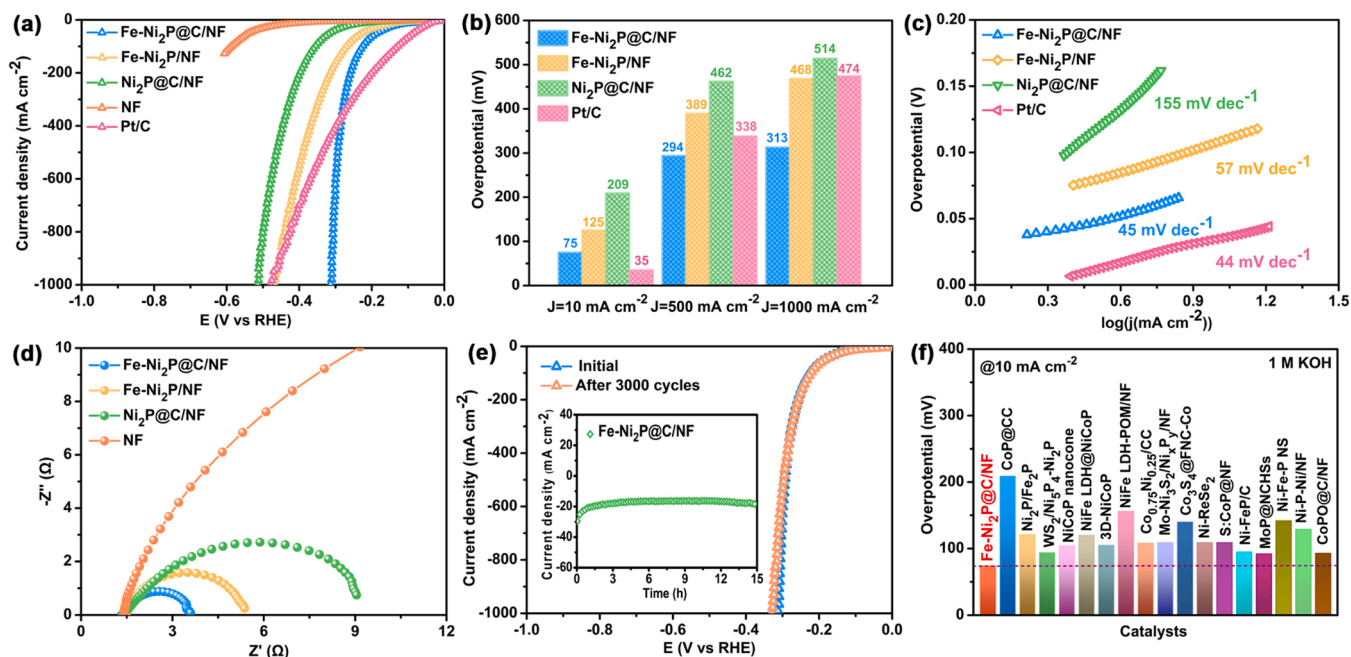 (a)
0
-200
-400
-600
-800
-1000
Current density (mA cm⁻²)
Fe-Ni₂P@C/NF
Fe-Ni₂P/NF
Ni₂P@C/NF
NF
Pt/C
-1.0 -0.8 -0.6 -0.4 -0.2 0.0
E (V vs RHE)
(b)
600
500
400
300
200
100
0
Overpotential (mV)
Fe-Ni₂P@C/NF
Fe-Ni₂P/NF
Ni₂P@C/NF
Pt/C
75 125 209 35
294 389 462 338
313 468 514 474
J=10 mA cm⁻² J=500 mA cm⁻² J=1000 mA cm⁻²
(c)
0.20
0.15
0.10
0.05
0.00
Overpotential (V)
Fe-Ni₂P@C/NF
Fe-Ni₂P/NF
Ni₂P@C/NF
Pt/C
155 mV dec⁻¹
57 mV dec⁻¹
45 mV dec⁻¹
44 mV dec⁻¹
0.0 0.3 0.6 0.9 1.2 1.5
log(j(mA cm⁻²))
(d)
10
8
6
4
2
0
-Z'' (Ω)
Fe-Ni₂P@C/NF
Fe-Ni₂P/NF
Ni₂P@C/NF
NF
0 3 6 9 12
Z' (Ω)
(e)
0
-200
-400
-600
-800
-1000
Current density (mA cm⁻²)
Initial
After 3000 cycles
40
20
0
-20
-40
-60
Current density (mA cm⁻²)
Fe-Ni₂P@C/NF
0 3 6 9 12 15
Time (h)
-1.0 -0.8 -0.6 -0.4 -0.2 0.0
E (V vs RHE)
(f)
400
300
200
100
0
Overpotential (mV)
@10 mA cm⁻²
1 M KOH
Fe-Ni₂P@C/NF
CoP@CC
Ni₂P/Fe₂P
WS₂/Ni₅P₄-Ni₂P
NiCoP nanocone
NiFe LDH@NiCoP
3D-NiCoP
NiFe LDH-POM/NF
Co₀.₇₅Ni₀.₂₅/CC
Mo-Ni₃S₂/NiₓPᵧ/NF
Co₃S₄@FNC-Co
Ni-ReSe₂
S:CoP@NF
Ni-FeP/C
MoP@NCHSs
Ni-Fe-P NS
Ni-P-Ni/NF
CoPO@C/NF
Catalysts